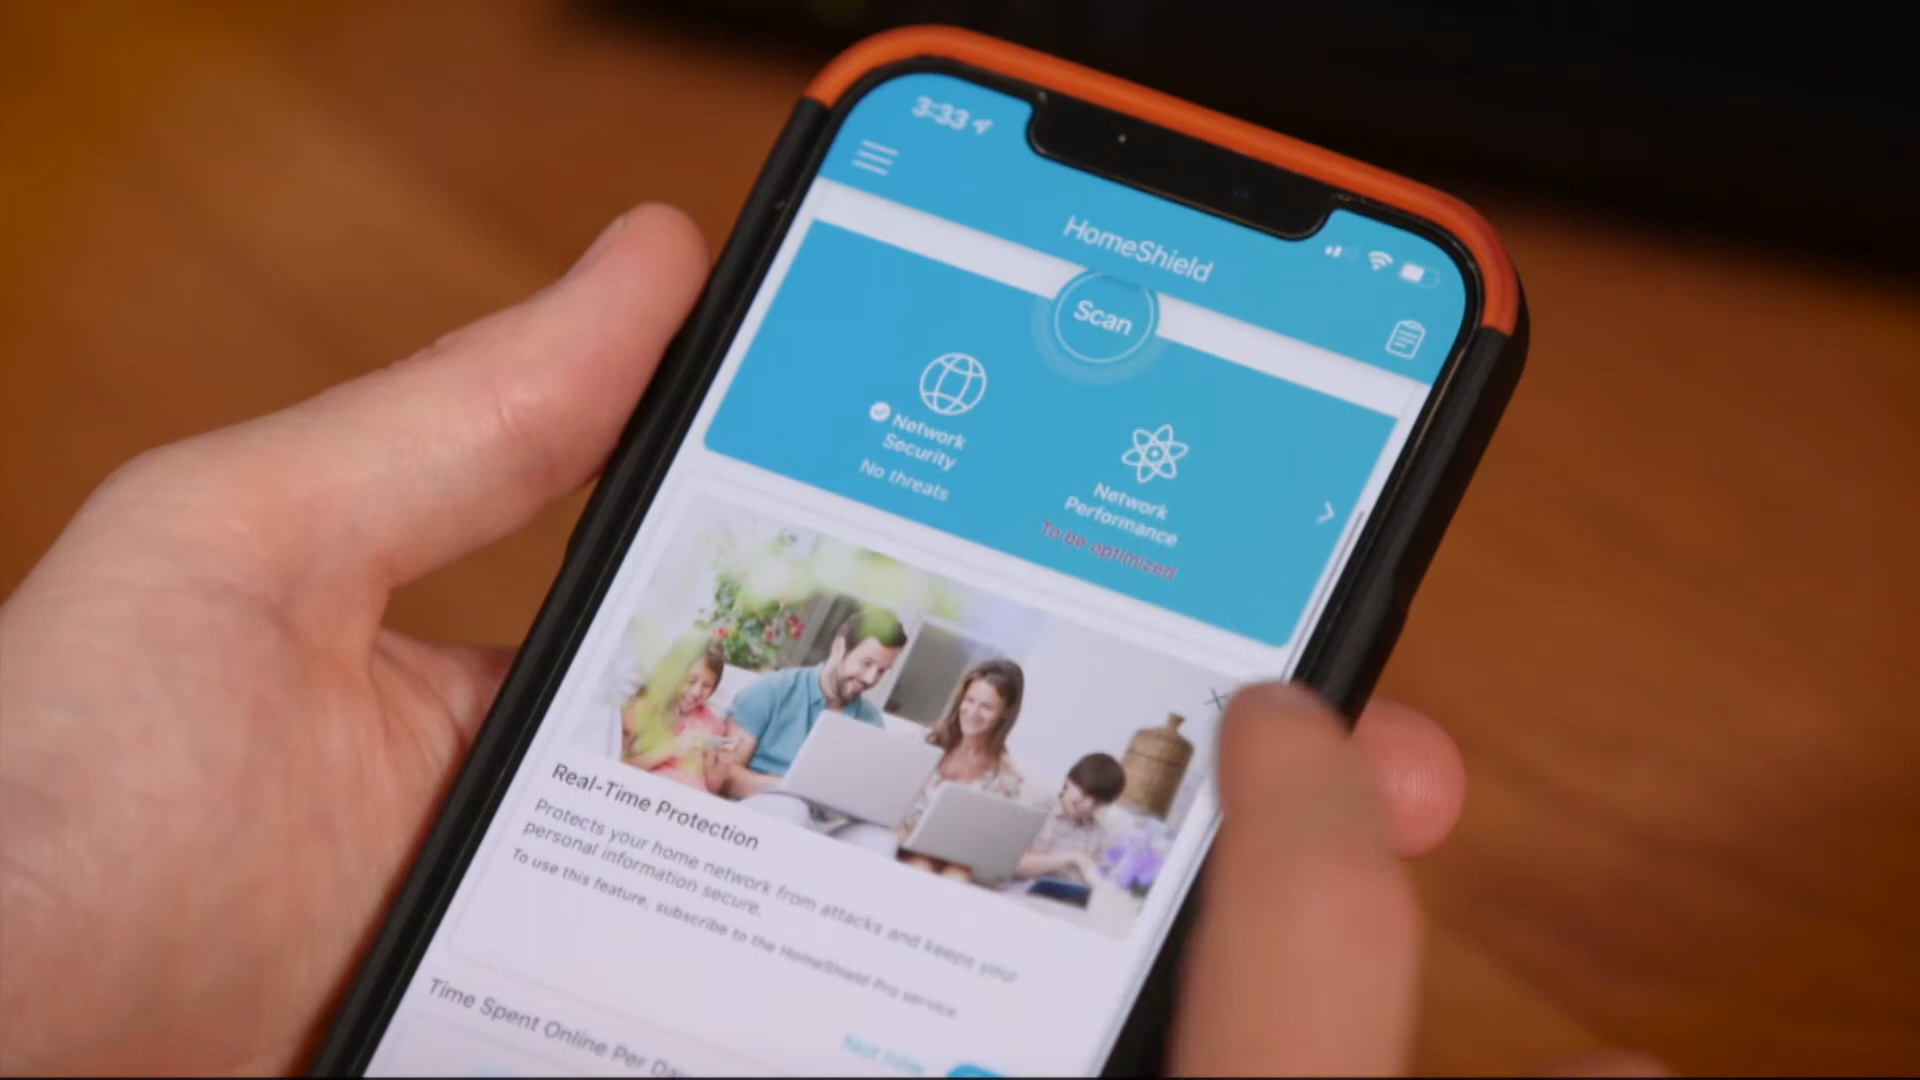 3:33
HomeShield
Scan
Network
Security
No threats
Network
Performance
To be optimized
Real-Time Protection
Protects your home network from attacks and keeps your
personal information secure.
To use this feature, subscribe to the HomeShield Pro service
Not now
Time Spent Online Per Da